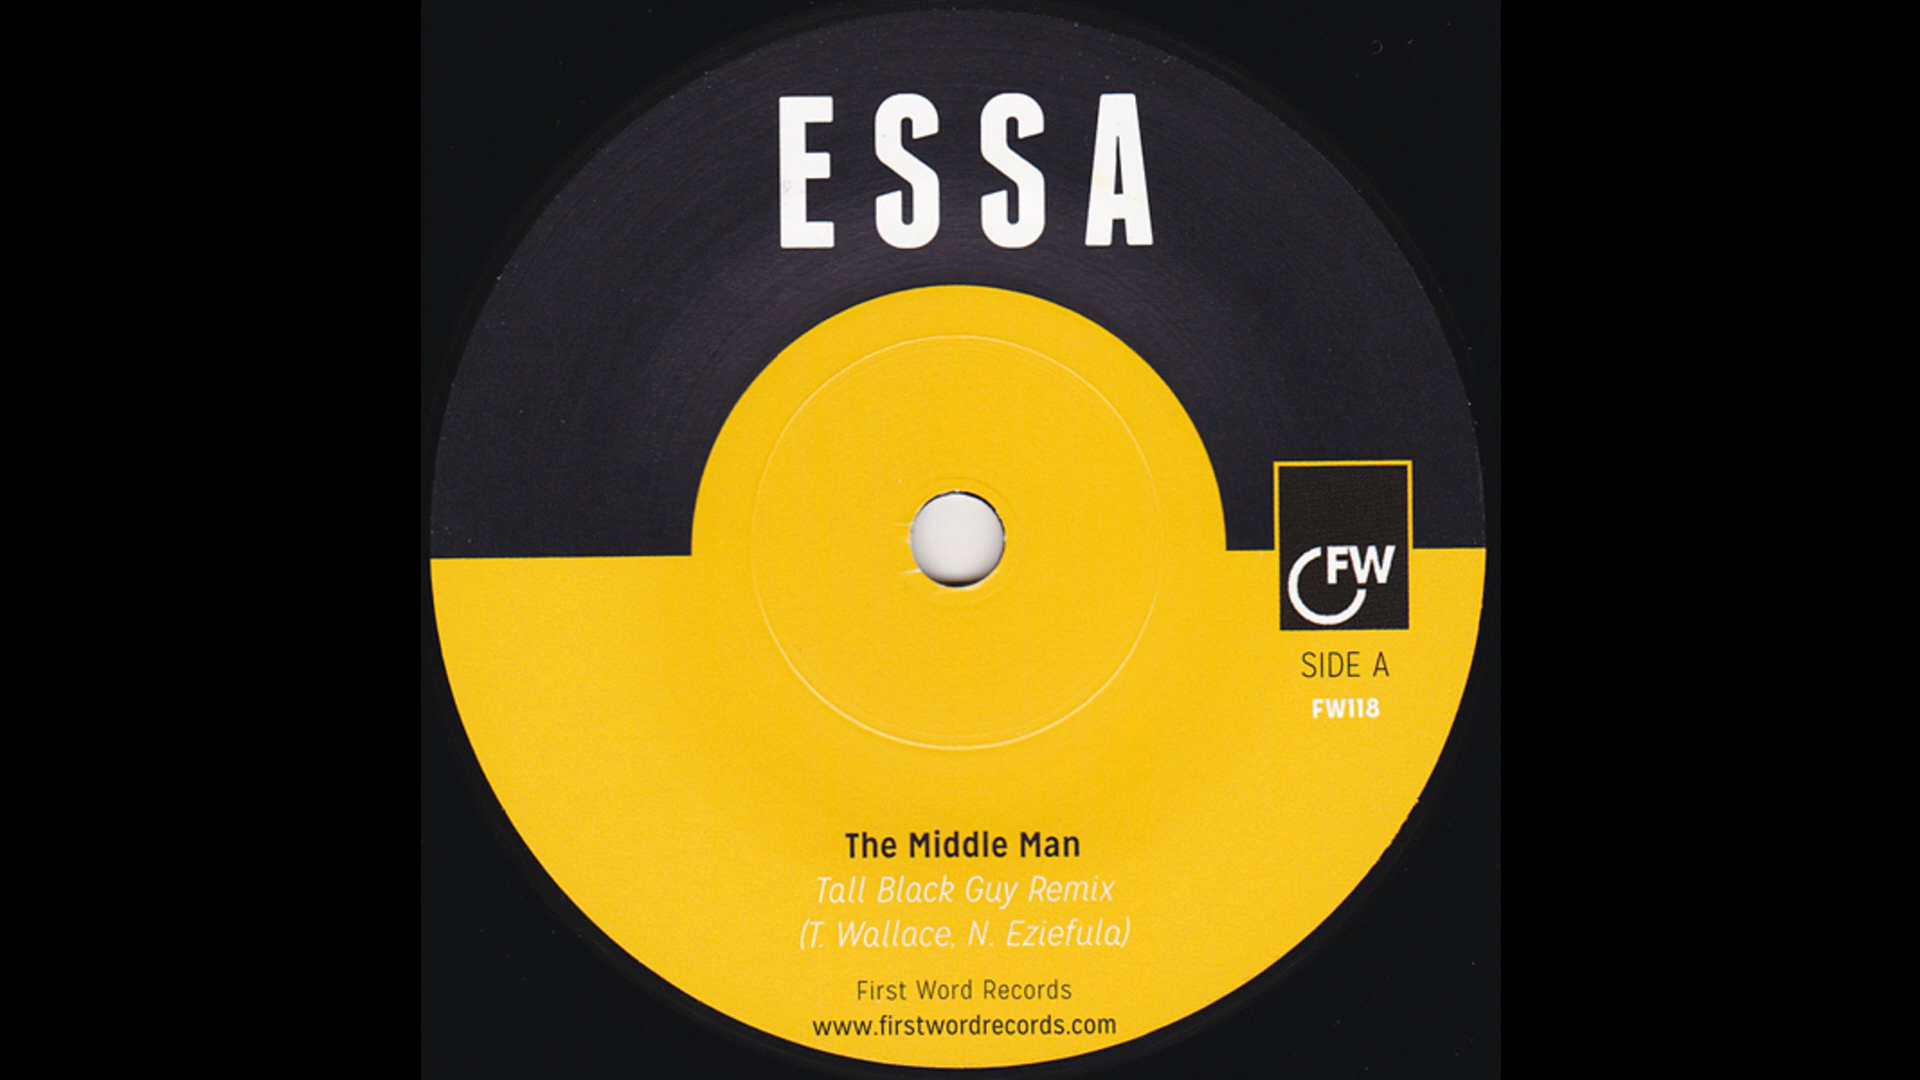 ESSA
FW
SIDE A
FW118
The Middle Man
Tall Black Guy Remix
(T. Wallace, N. Eziefula)
First Word Records
www.firstwordrecords.com